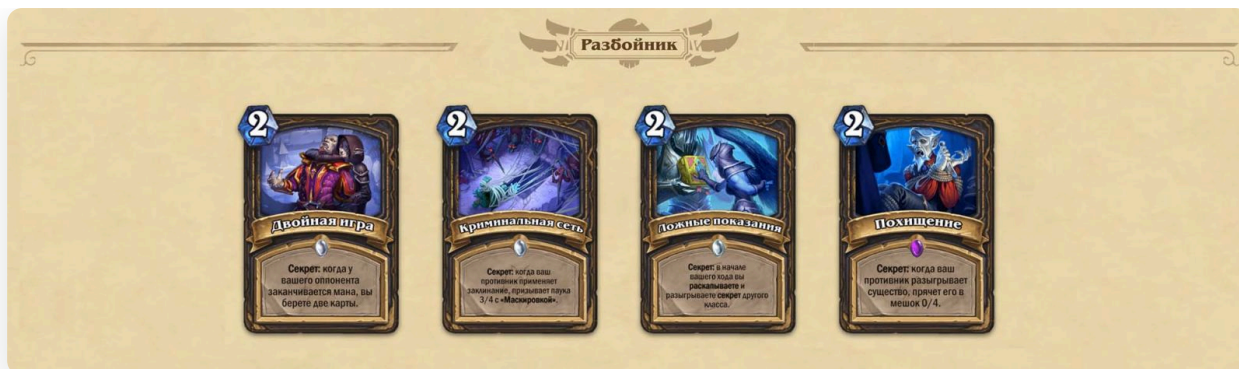 Разбойник
2
Двойная игра
Секрет: когда у
вашего оппонента
заканчивается мана, вы
берете две карты.
2
Криминальная сеть
Секрет: когда ваш
противник применяет
заклинание, призывает паука
3/4 с «Маскировкой».
2
Ложные показания
Секрет: в начале
вашего хода вы
раскапываете и
разыгрываете секрет другого
класса.
2
Похищение
Секрет: когда ваш
противник разыгрывает
существо, прячет его в
мешок 0/4.